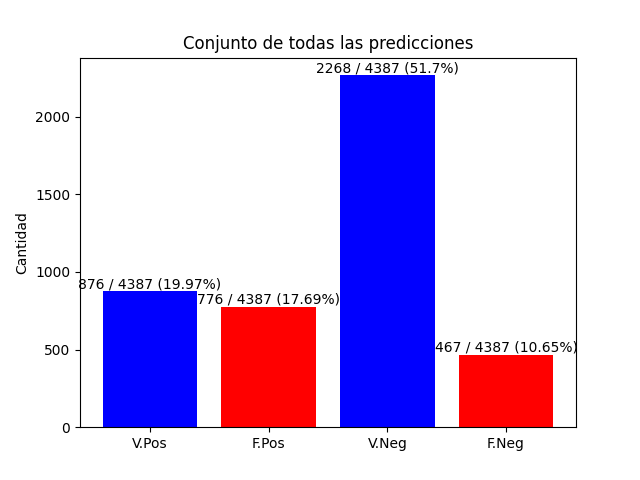 Conjunto de todas las predicciones
2268 / 4387 (51.7%)
2000
1500
Cantidad
1000
876 / 4387 (19.97%)
776 / 4387 (17.69%)
500
467 / 4387 (10.65%)
0
V.Pos
F.Pos
V.Neg
F.Neg